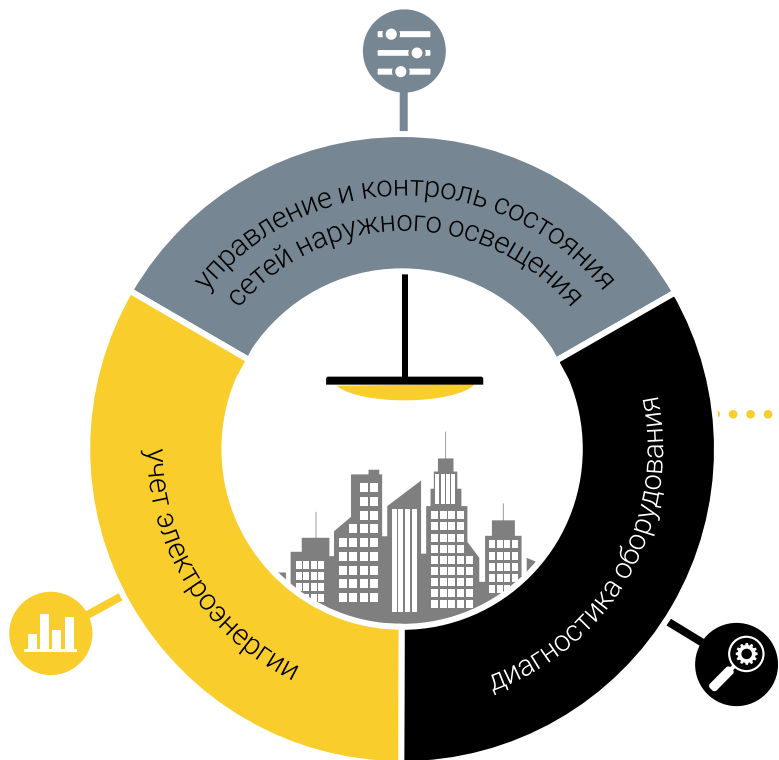 управление и контроль состояния
сетей наружного освещения
учет электроэнергии
диагностика оборудования